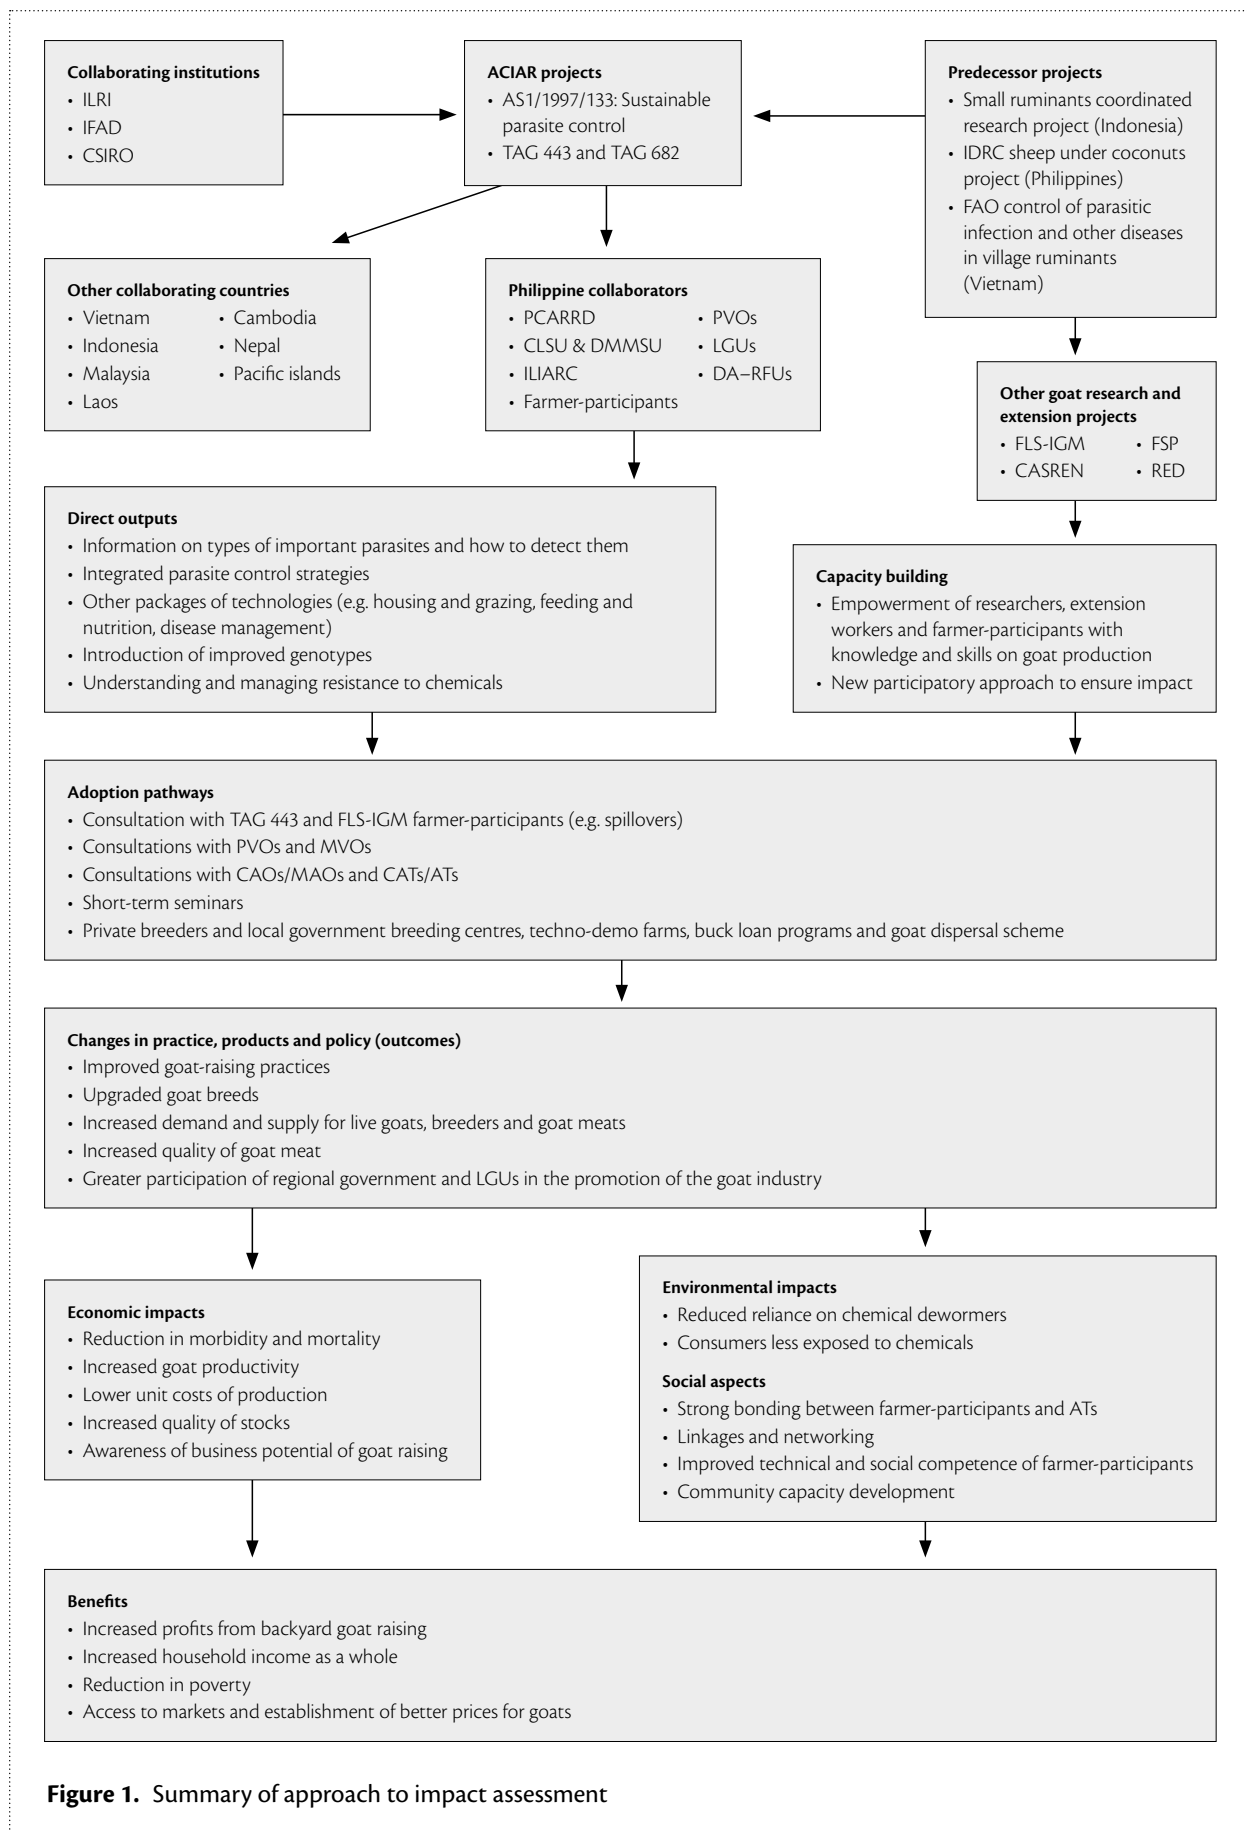 Collaborating institutions
• ILRI
• IFAD
• CSIRO
ACIAR projects
• AS1/1997/133: Sustainable
parasite control
• TAG 443 and TAG 682
Predecessor projects
• Small ruminants coordinated
research project (Indonesia)
• IDRC sheep under coconuts
project (Philippines)
• FAO control of parasitic
infection and other diseases
in village ruminants
(Vietnam)
Other collaborating countries
• Vietnam
• Indonesia
• Malaysia
• Laos
• Cambodia
• Nepal
• Pacific islands
Philippine collaborators
• PCARRD
• CLSU & DMMSU
• ILIARC
• Farmer-participants
• PVOs
• LGUs
• DA–RFUs
Other goat research and
extension projects
• FLS-IGM
• CASREN
• FSP
• RED
Direct outputs
• Information on types of important parasites and how to detect them
• Integrated parasite control strategies
• Other packages of technologies (e.g. housing and grazing, feeding and
nutrition, disease management)
• Introduction of improved genotypes
• Understanding and managing resistance to chemicals
Capacity building
• Empowerment of researchers, extension
workers and farmer-participants with
knowledge and skills on goat production
• New participatory approach to ensure impact
Adoption pathways
• Consultation with TAG 443 and FLS-IGM farmer-participants (e.g. spillovers)
• Consultations with PVOs and MVOs
• Consultations with CAOs/MAOs and CATs/ATs
• Short-term seminars
• Private breeders and local government breeding centres, techno-demo farms, buck loan programs and goat dispersal scheme
Changes in practice, products and policy (outcomes)
• Improved goat-raising practices
• Upgraded goat breeds
• Increased demand and supply for live goats, breeders and goat meats
• Increased quality of goat meat
• Greater participation of regional government and LGUs in the promotion of the goat industry
Economic impacts
• Reduction in morbidity and mortality
• Increased goat productivity
• Lower unit costs of production
• Increased quality of stocks
• Awareness of business potential of goat raising
Environmental impacts
• Reduced reliance on chemical dewormers
• Consumers less exposed to chemicals
Social aspects
• Strong bonding between farmer-participants and ATs
• Linkages and networking
• Improved technical and social competence of farmer-participants
• Community capacity development
Benefits
• Increased profits from backyard goat raising
• Increased household income as a whole
• Reduction in poverty
• Access to markets and establishment of better prices for goats
Figure 1. Summary of approach to impact assessment